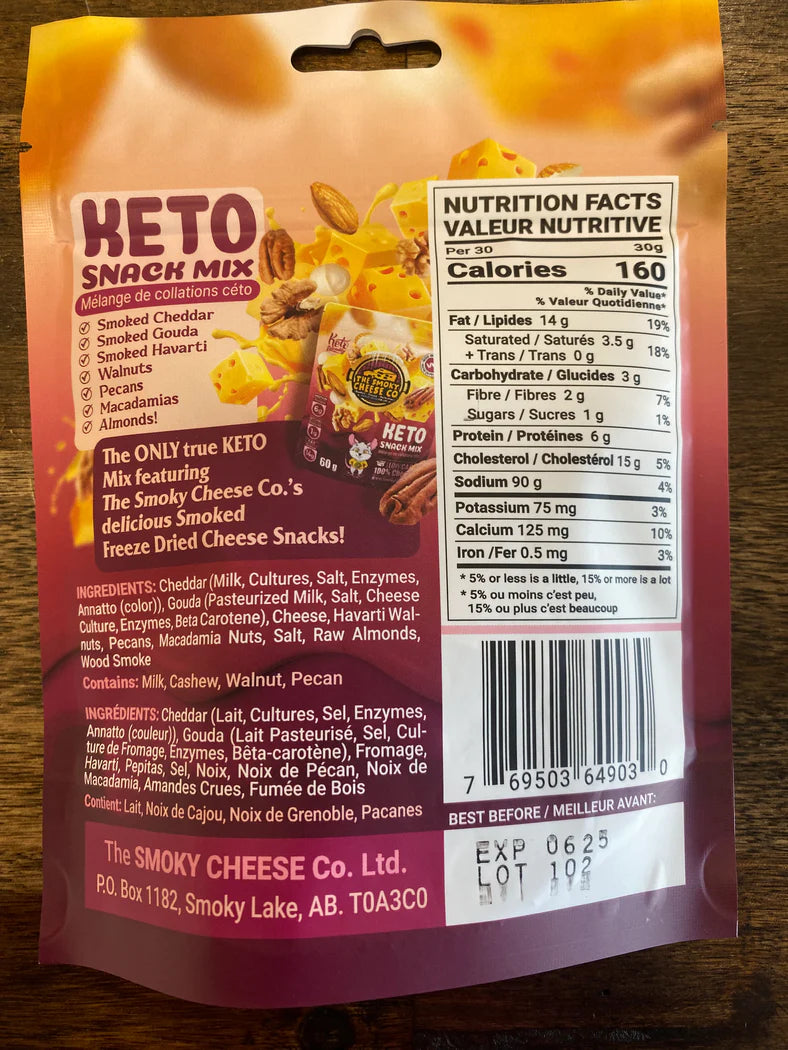 KETO
SNACK MIX
Mélange de collations céto
Smoked Cheddar
Smoked Gouda
Smoked Havarti
Walnuts
Pecans
Macadamias
Almonds!
Keto
THE SMOKY
CHEESE CO
KETO
SNACK MIX
60 g
The ONLY true KETO
Mix featuring
The Smoky Cheese Co.'s
delicious Smoked
Freeze Dried Cheese Snacks!
INGREDIENTS: Cheddar (Milk, Cultures, Salt, Enzymes,
Annatto (color)), Gouda (Pasteurized Milk, Salt, Cheese
Culture, Enzymes, Beta Carotene), Cheese, Havarti Wal-
nuts, Pecans, Macadamia Nuts, Salt, Raw Almonds,
Wood Smoke
Contains: Milk, Cashew, Walnut, Pecan
INGRÉDIENTS: Cheddar (Lait, Cultures, Sel, Enzymes,
Annatto (couleur)), Gouda (Lait Pasteurisé, Sel, Cul-
ture de Fromage, Enzymes, Bêta-carotène), Fromage,
Havarti, Pepitas, Sel, Noix, Noix de Pécan, Noix de
Macadamia, Amandes Crues, Fumée de Bois
Contient: Lait, Noix de Cajou, Noix de Grenoble, Pacanes
The SMOKY CHEESE Co. Ltd.
P.O. Box 1182, Smoky Lake, AB. T0A3C0
NUTRITION FACTS
VALEUR NUTRITIVE
Per 30 30g
Calories 160
% Daily Value*
% Valeur Quotidienne*
Fat / Lipides 14 g 19%
Saturated / Saturés 3.5 g
+ Trans / Trans 0 g 18%
Carbohydrate / Glucides 3 g
Fibre / Fibres 2 g 7%
Sugars / Sucres 1 g 1%
Protein / Protéines 6 g
Cholesterol / Cholestérol 15 g 5%
Sodium 90 g 4%
Potassium 75 mg 3%
Calcium 125 mg 10%
Iron /Fer 0.5 mg 3%
* 5% or less is a little, 15% or more is a lot
* 5% ou moins c'est peu,
15% ou plus c'est beaucoup
7 69503 64903 0
BEST BEFORE / MEILLEUR AVANT:
EXP 0625
LOT 102